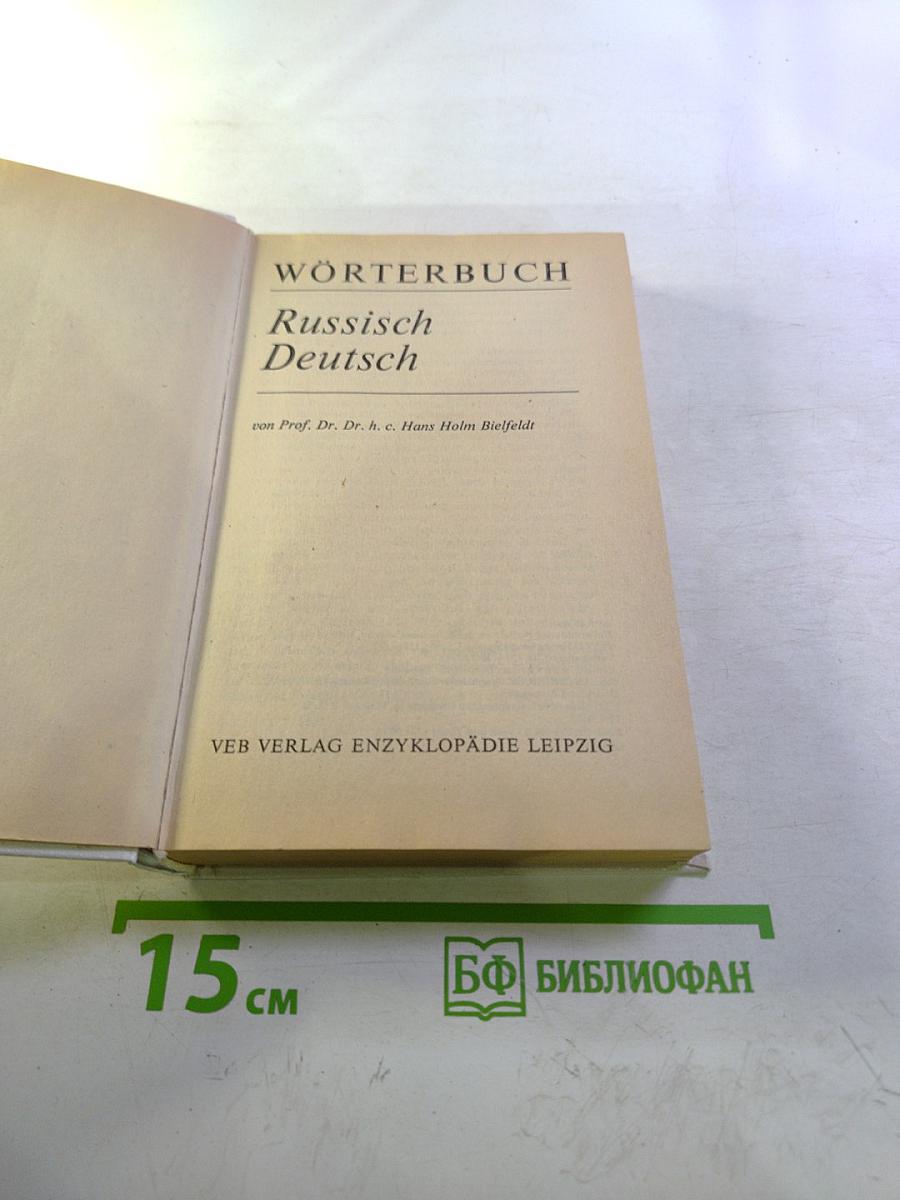 WÖRTERBUCH
Russisch
Deutsch
von Prof. Dr. Dr. h. c. Hans Holm Bielfeldt
VEB VERLAG ENZYKLOPÄDIE LEIPZIG
15 см
БФ БИБЛИОФАН